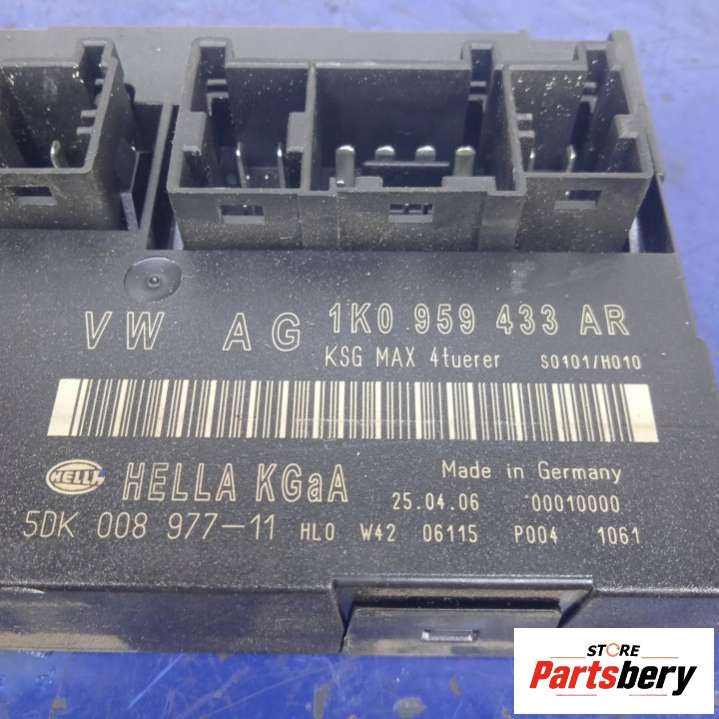 VW AG 1K0 959 433 AR
KSG MAX 4tuerer S0101/H010
HELLA HELLA KGaA Made in Germany
25.04.06 00010000
5DK 008 977-11 HLO W42 06115 P004 1061
STORE
Partsbery